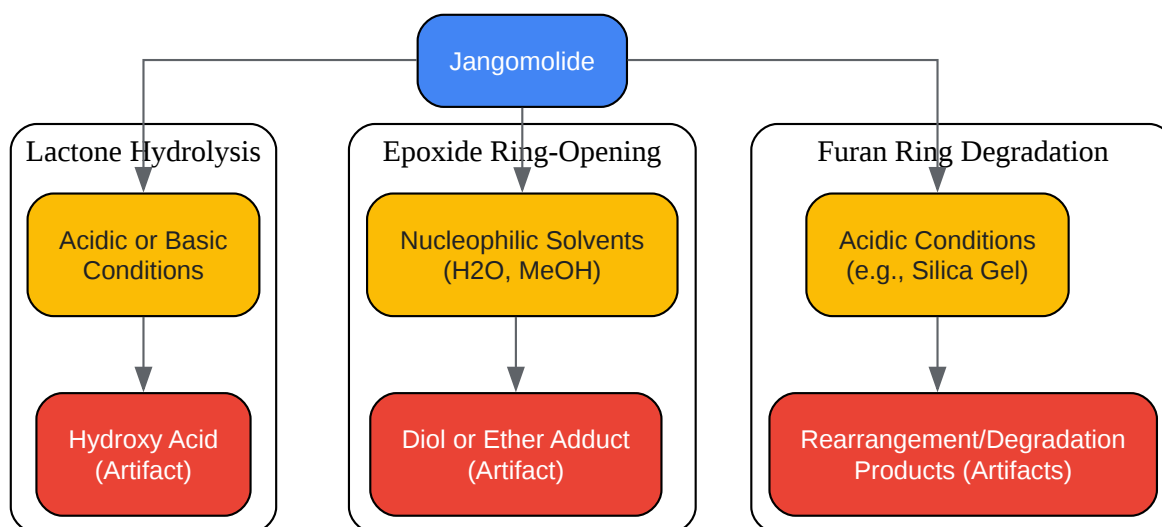 Jangomolide
Lactone Hydrolysis
Acidic or Basic
Conditions
Hydroxy Acid
(Artifact)
Epoxide Ring-Opening
Nucleophilic Solvents
(H2O, MeOH)
Diol or Ether Adduct
(Artifact)
Furan Ring Degradation
Acidic Conditions
(e.g., Silica Gel)
Rearrangement/Degradation
Products (Artifacts)